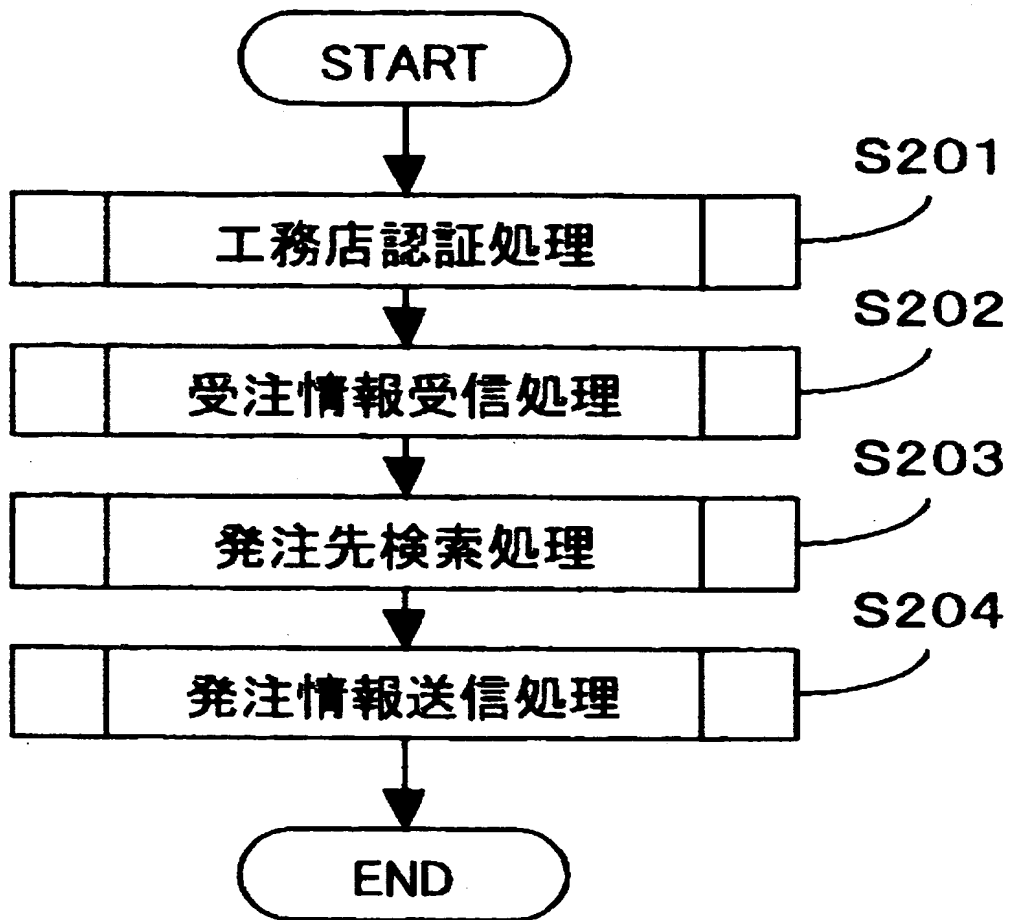 START
S201
工務店認証処理
S202
受注情報受信処理
S203
発注先検索処理
S204
発注情報送信処理
END